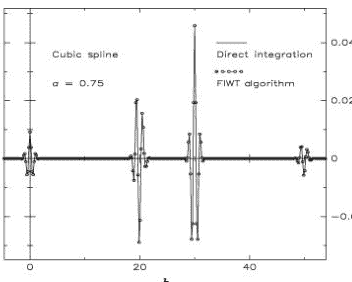 Cubic spline
Direct integration
a = 0.75
FIWT algorithm
0.04
0.02
0
0
20
40